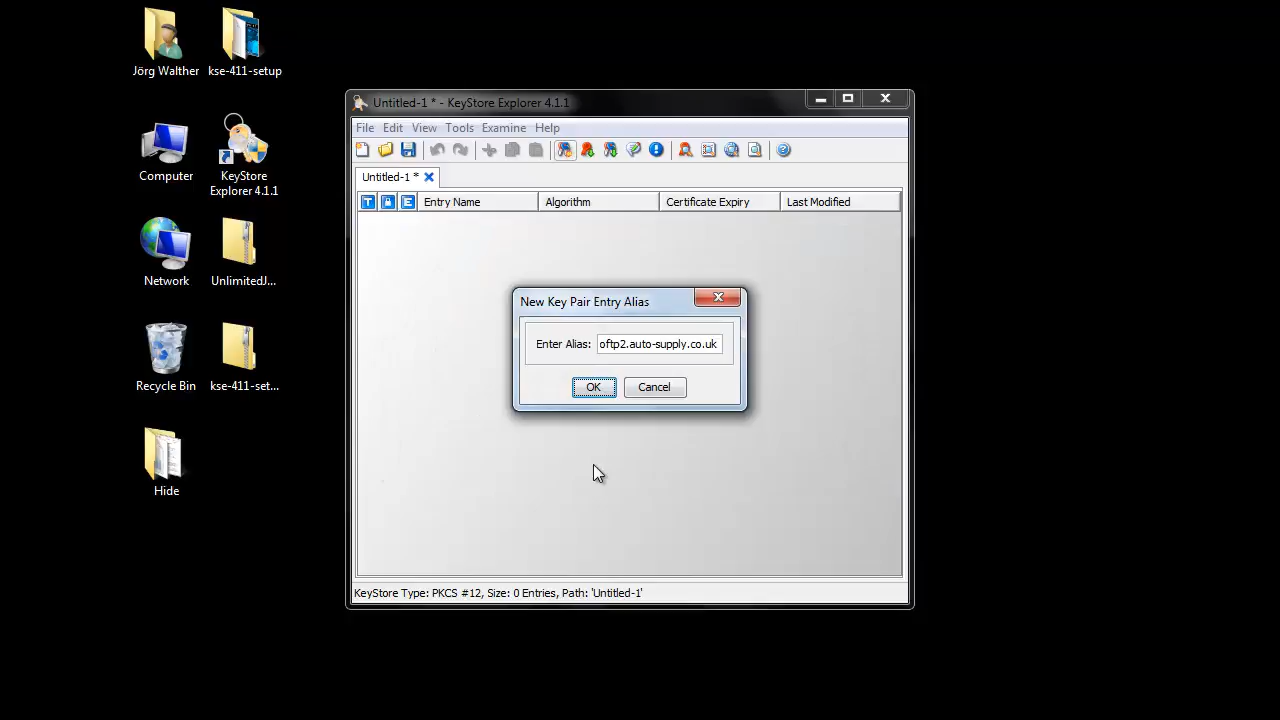 Jörg Walther
kse-411-setup
Computer
KeyStore
Explorer 4.1.1
Network
UnlimitedJ...
Recycle Bin
kse-411-set...
Hide
Untitled-1 * - KeyStore Explorer 4.1.1
File Edit View Tools Examine Help
Untitled-1 *
T E Entry Name Algorithm Certificate Expiry Last Modified
New Key Pair Entry Alias
Enter Alias: oftp2.auto-supply.co.uk
OK Cancel
KeyStore Type: PKCS #12, Size: 0 Entries, Path: 'Untitled-1'